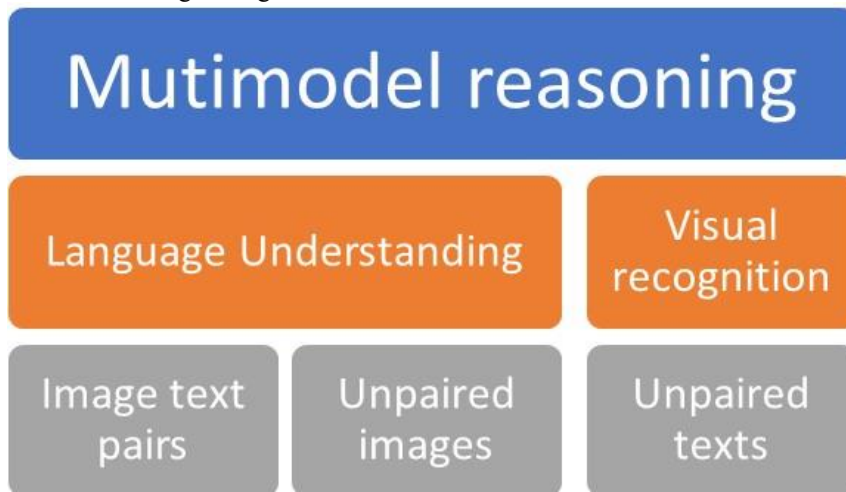 Mutimodel reasoning
Language Understanding
Visual
recognition
Image text
pairs
Unpaired
images
Unpaired
texts